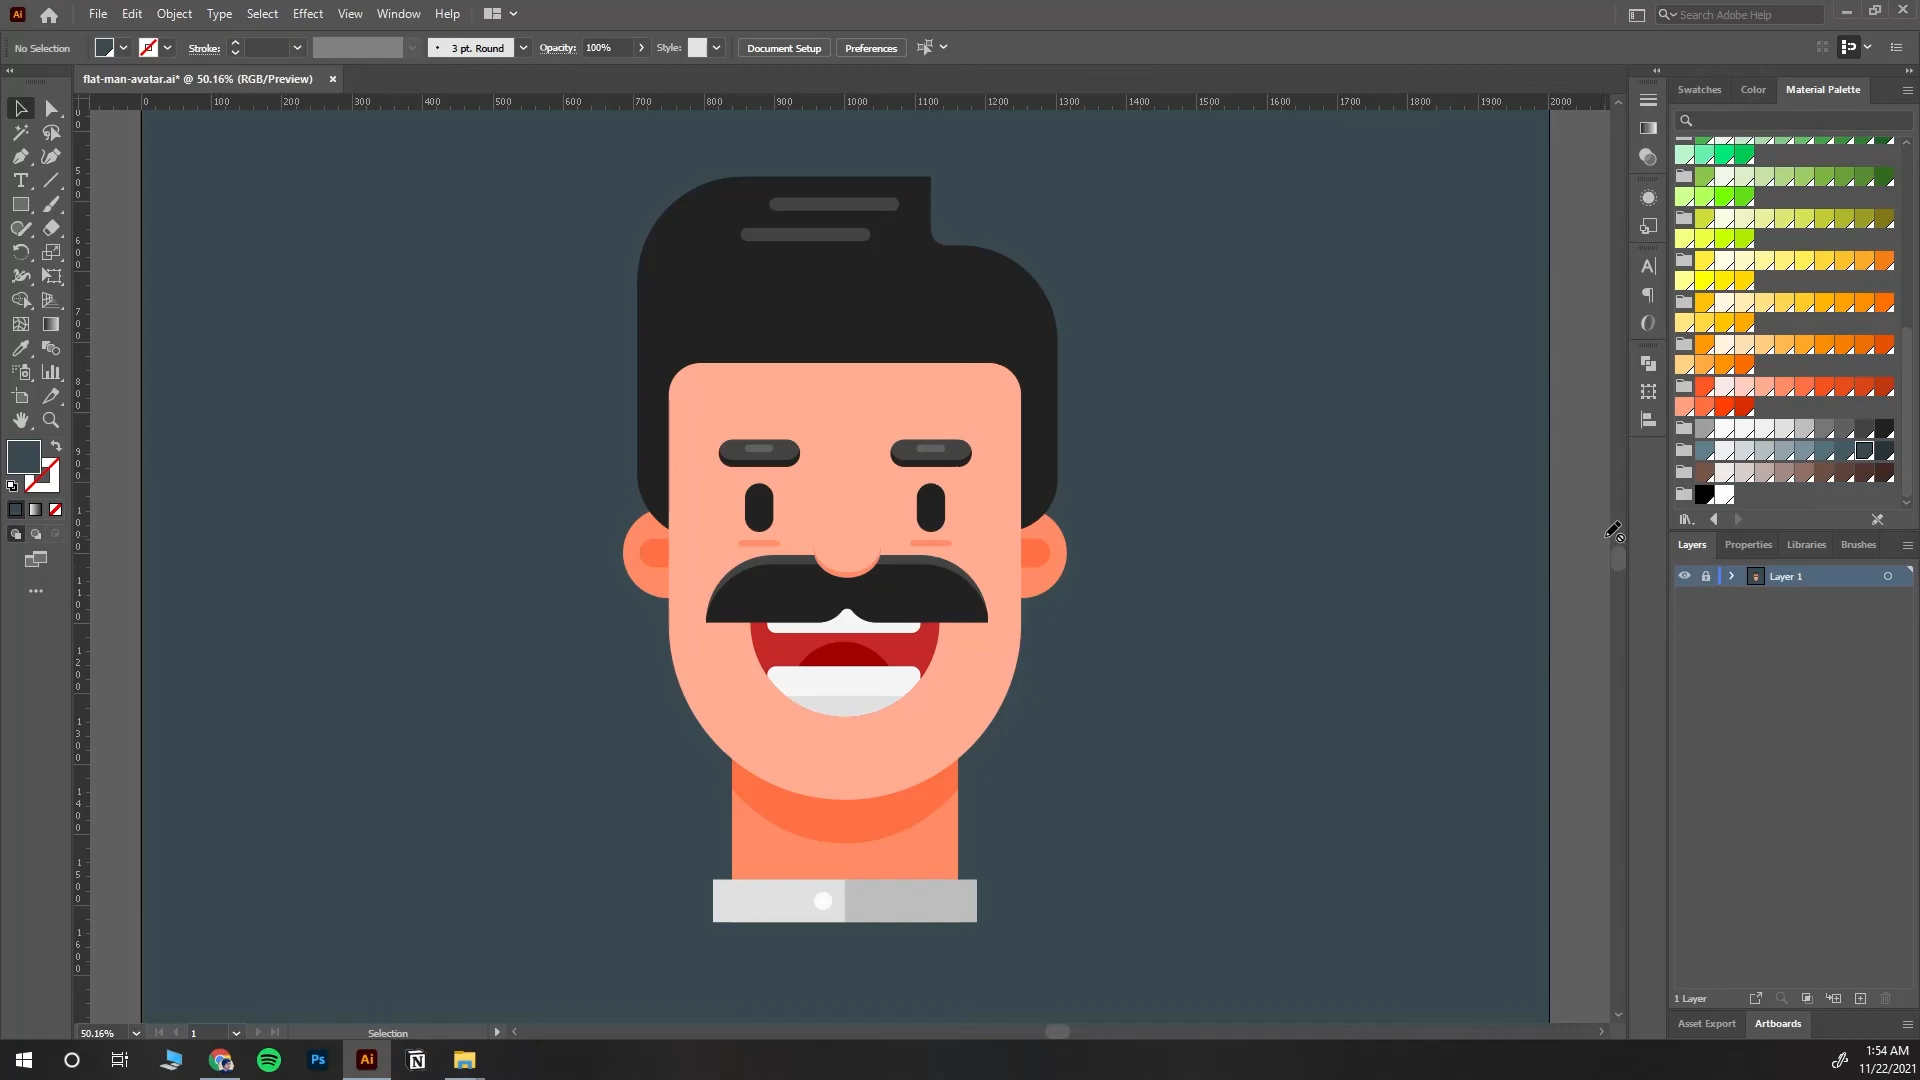 Ai File Edit Object Type Select Effect View Window Help Search Adobe Help
No Selection Stroke: 3 pt. Round Opacity: 100% Style: Document Setup Preferences
flat-man-avatar.ai* @ 50.16% (RGB/Preview)
0 100 200 300 400 500 600 700 800 900 1000 1100 1200 1300 1400 1500 1600 1700 1800 1900 2000
Swatches Color Material Palette
Layers Properties Libraries Brushes
Layer 1
1 Layer
Asset Export Artboards
50.16% 1 Selection
Ps Ai N
1:54 AM
11/22/2021